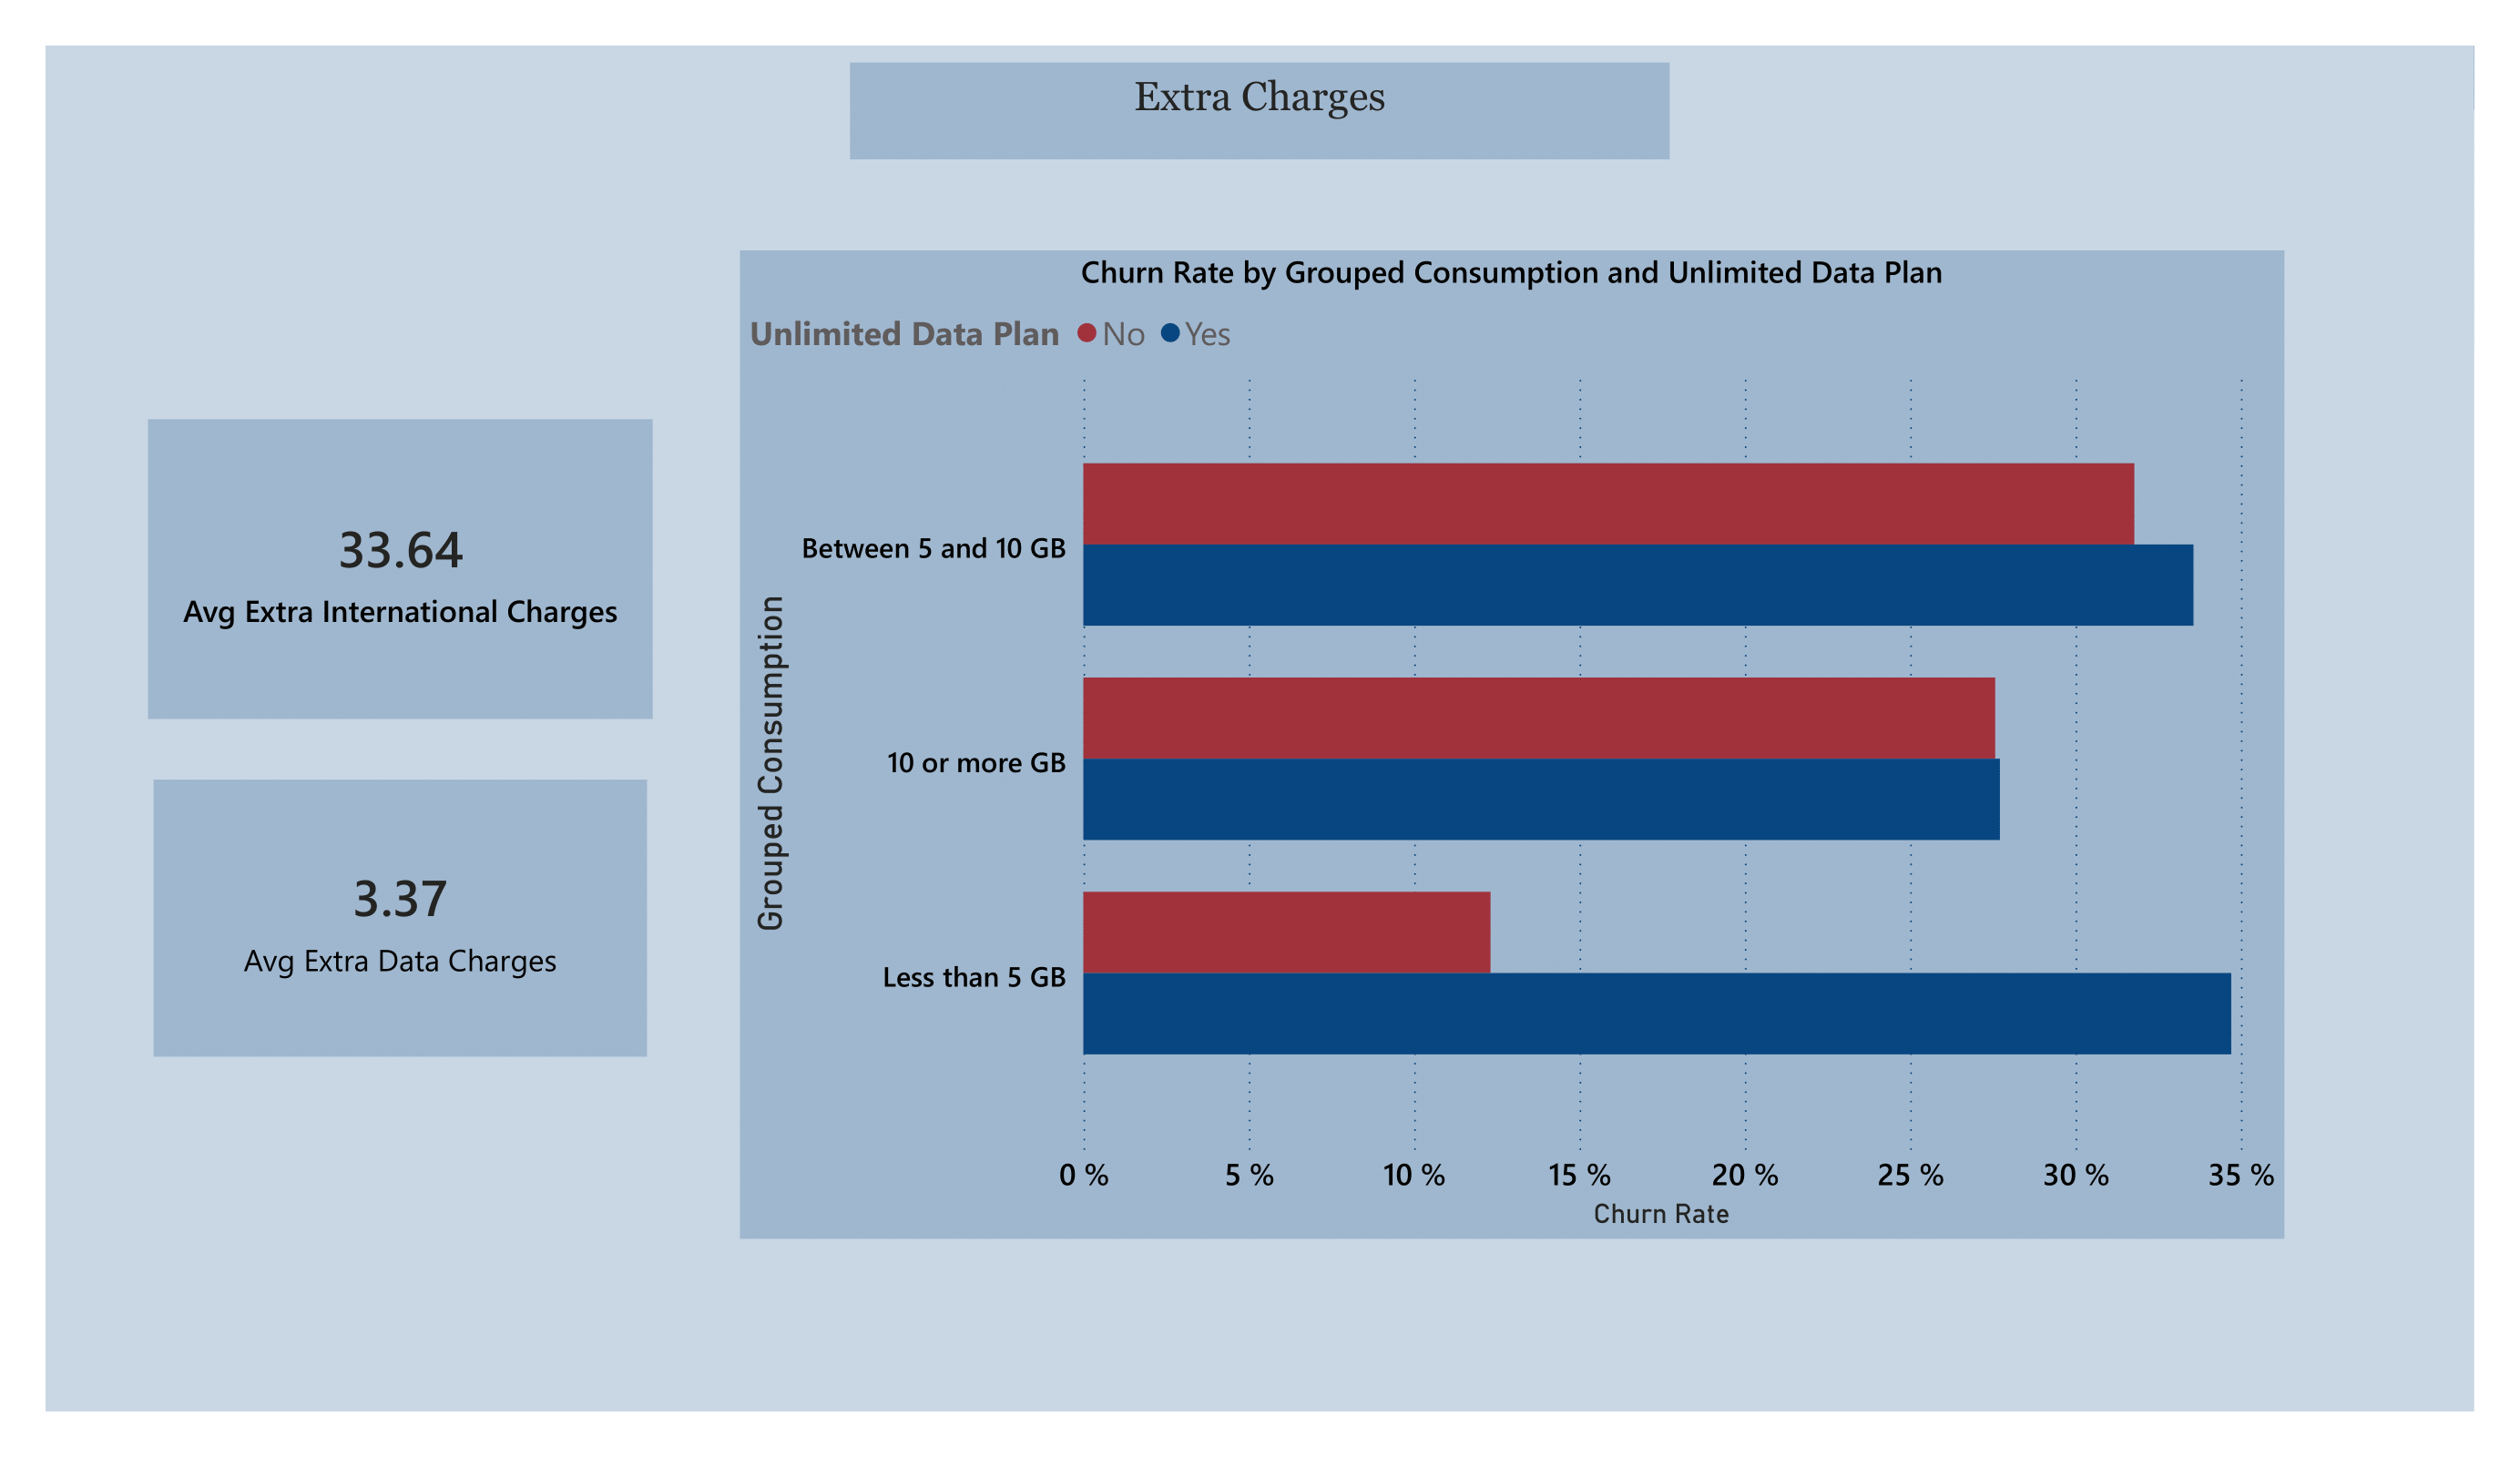 Extra Charges
33.64
Avg Extra International Charges
3.37
Avg Extra Data Charges
Churn Rate by Grouped Consumption and Unlimited Data Plan
Unlimited Data Plan No Yes
Grouped Consumption
Between 5 and 10 GB
10 or more GB
Less than 5 GB
0 % 5 % 10 % 15 % 20 % 25 % 30 % 35 %
Churn Rate